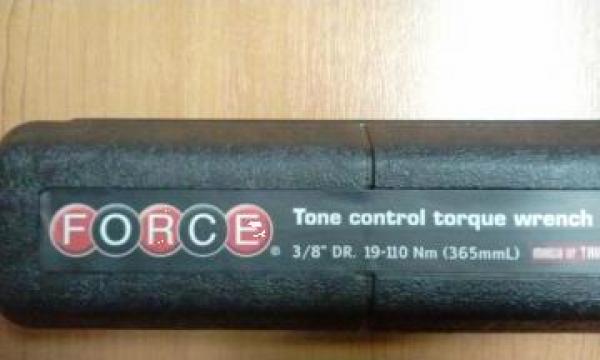 FORCE
Tone control torque wrench
3/8" DR. 19-110 Nm (365mmL)